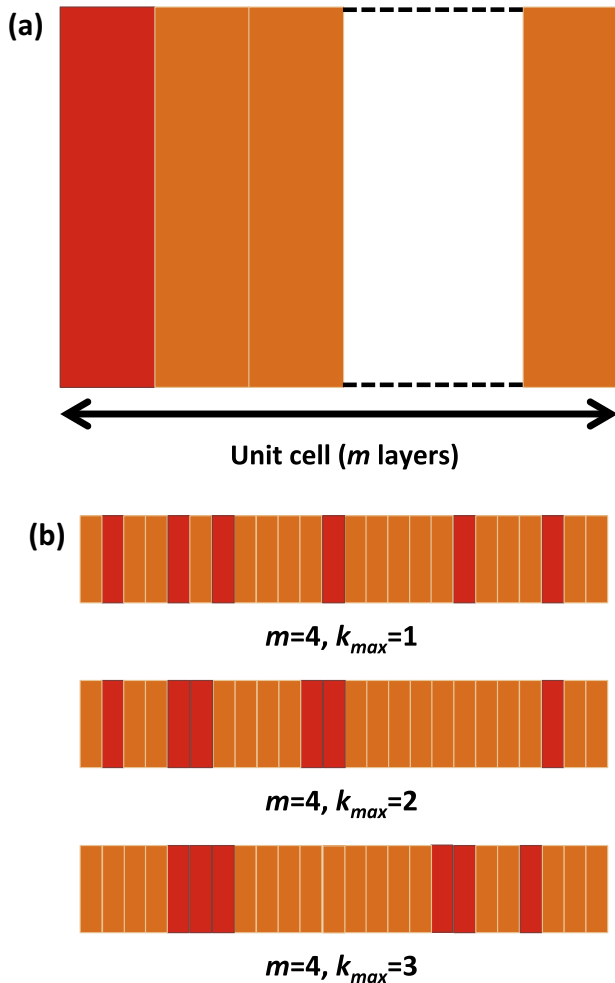 (a)
Unit cell (m layers)
(b)
m=4, kmax=1
m=4, kmax=2
m=4, kmax=3